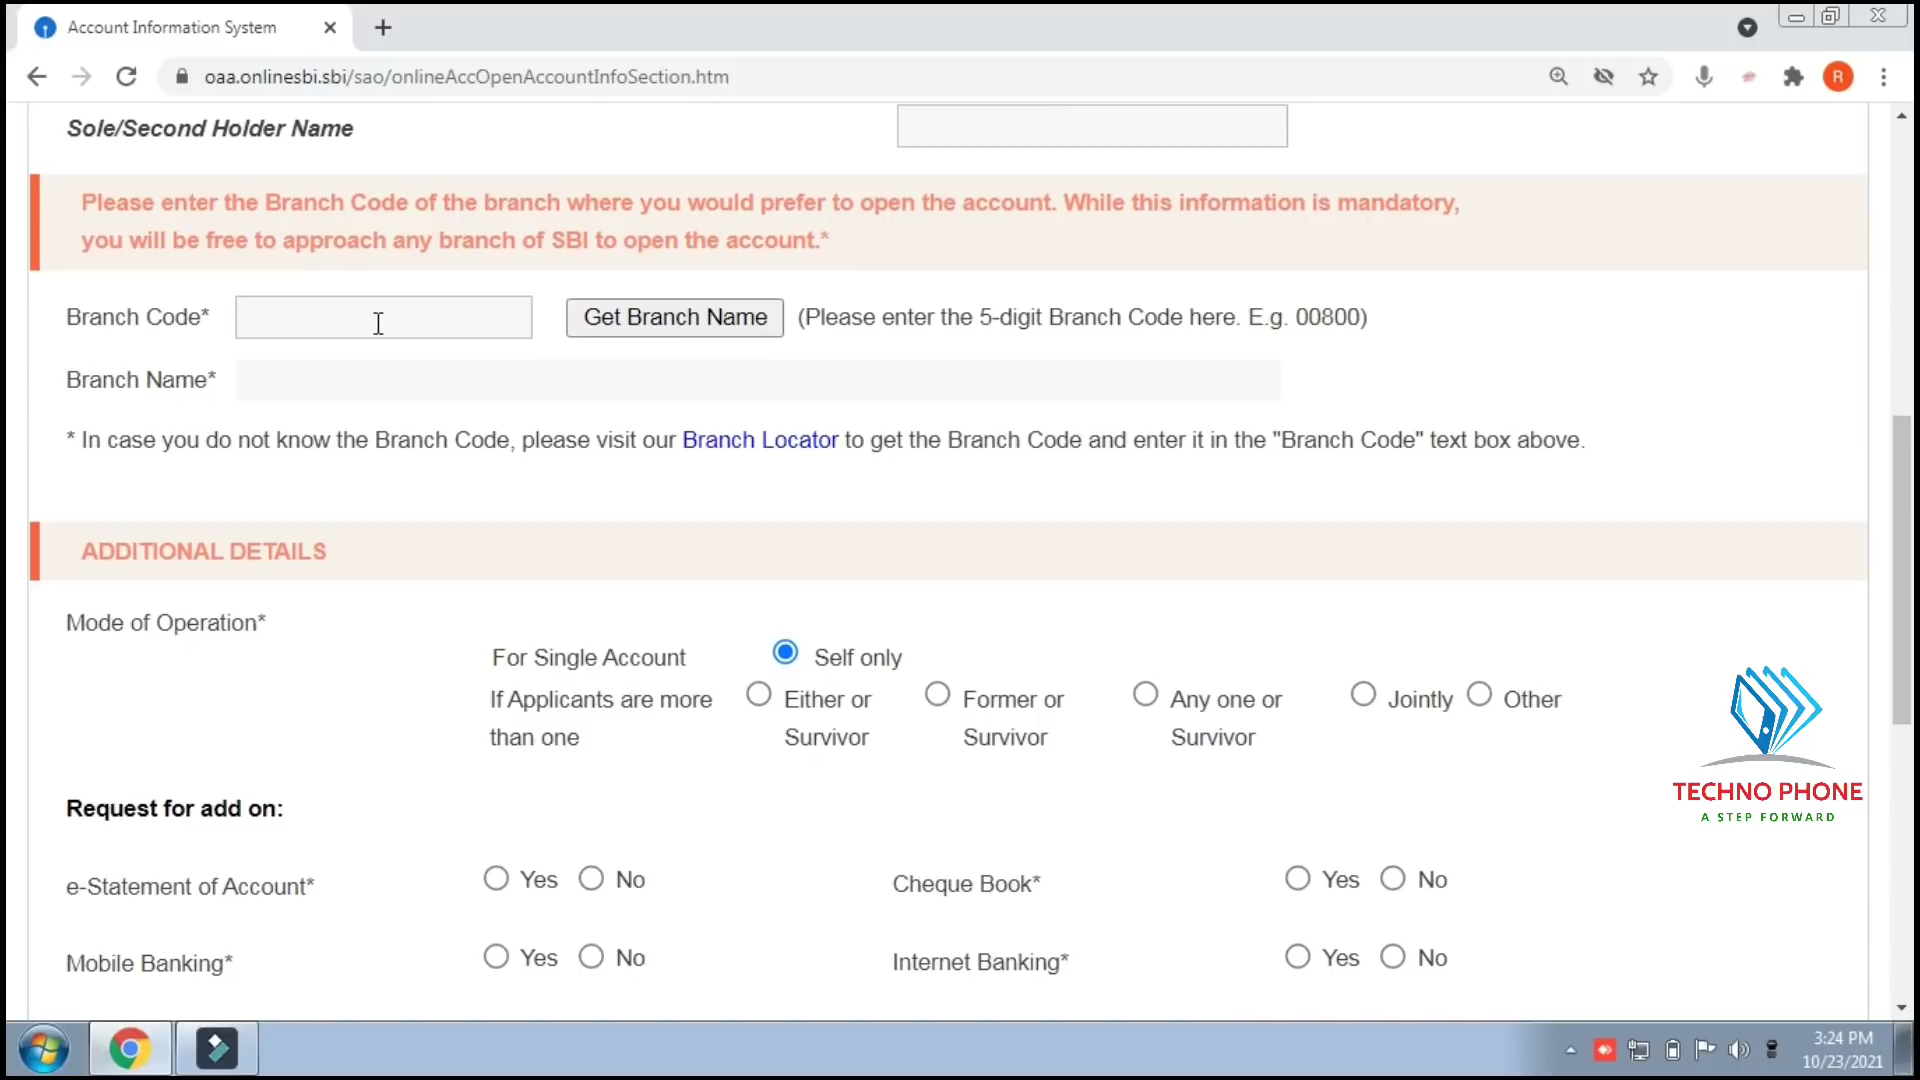 Account Information System
oaa.onlinesbi.sbi/sao/onlineAccOpenAccountInfoSection.htm
R
Sole/Second Holder Name
Please enter the Branch Code of the branch where you would prefer to open the account. While this information is mandatory,
you will be free to approach any branch of SBI to open the account.*
Branch Code* Get Branch Name (Please enter the 5-digit Branch Code here. E.g. 00800)
Branch Name*
* In case you do not know the Branch Code, please visit our Branch Locator to get the Branch Code and enter it in the "Branch Code" text box above.
ADDITIONAL DETAILS
Mode of Operation*
For Single Account Self only
If Applicants are more Either or Former or Any one or Jointly Other
than one Survivor Survivor Survivor
TECHNO PHONE
A STEP FORWARD
Request for add on:
e-Statement of Account* Yes No Cheque Book* Yes No
Mobile Banking* Yes No Internet Banking* Yes No
3:24 PM
10/23/2021